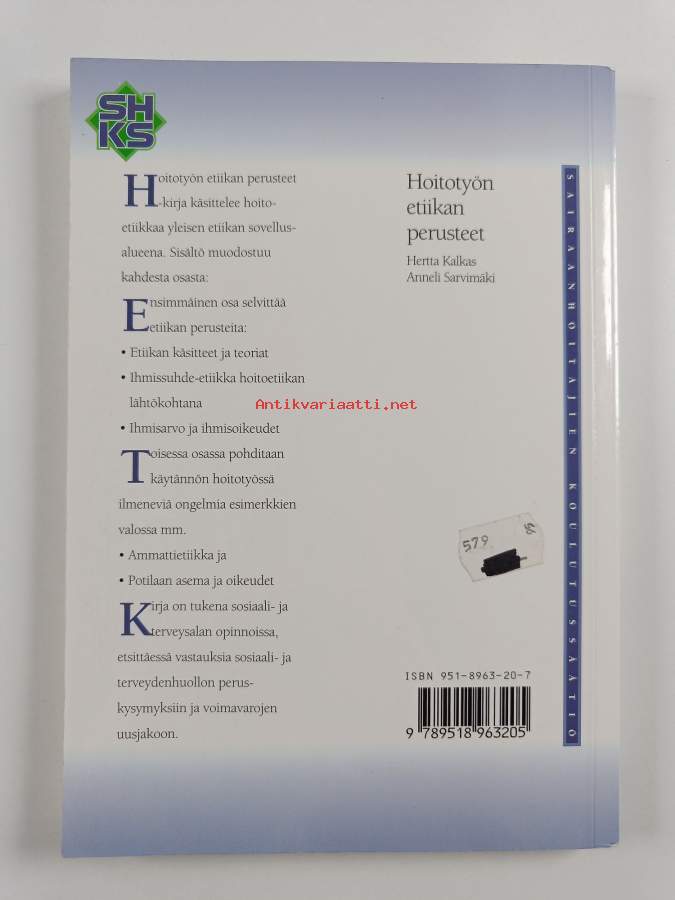 SH
KS
Hoitotyön etiikan perusteet
-kirja käsittelee hoito-
etiikkaa yleisen etiikan sovellus-
alueena. Sisältö muodostuu
kahdesta osasta:
Ensimmäinen osa selvittää
etiikan perusteita:
• Etiikan käsitteet ja teoriat
• Ihmissuhde-etiikka hoitoetiikan
lähtökohtana
• Ihmisarvo ja ihmisoikeudet
Toisessa osassa pohditaan
käytännön hoitotyössä
ilmeneviä ongelmia esimerkkien
valossa mm.
• Ammattietiikka ja
• Potilaan asema ja oikeudet
Kirja on tukena sosiaali- ja
terveysalan opinnoissa,
etsittäessä vastauksia sosiaali- ja
terveydenhuollon perus-
kysymyksiin ja voimavarojen
uusjakoon.
Hoitotyön
etiikan
perusteet
Hertta Kalkas
Anneli Sarvimäki
Antikvariaatti.net
579
ISBN 951-8963-20-7
9 789518 963205
SAIRAANHOITAJIEN KOULUTUSSÄÄTIÖ